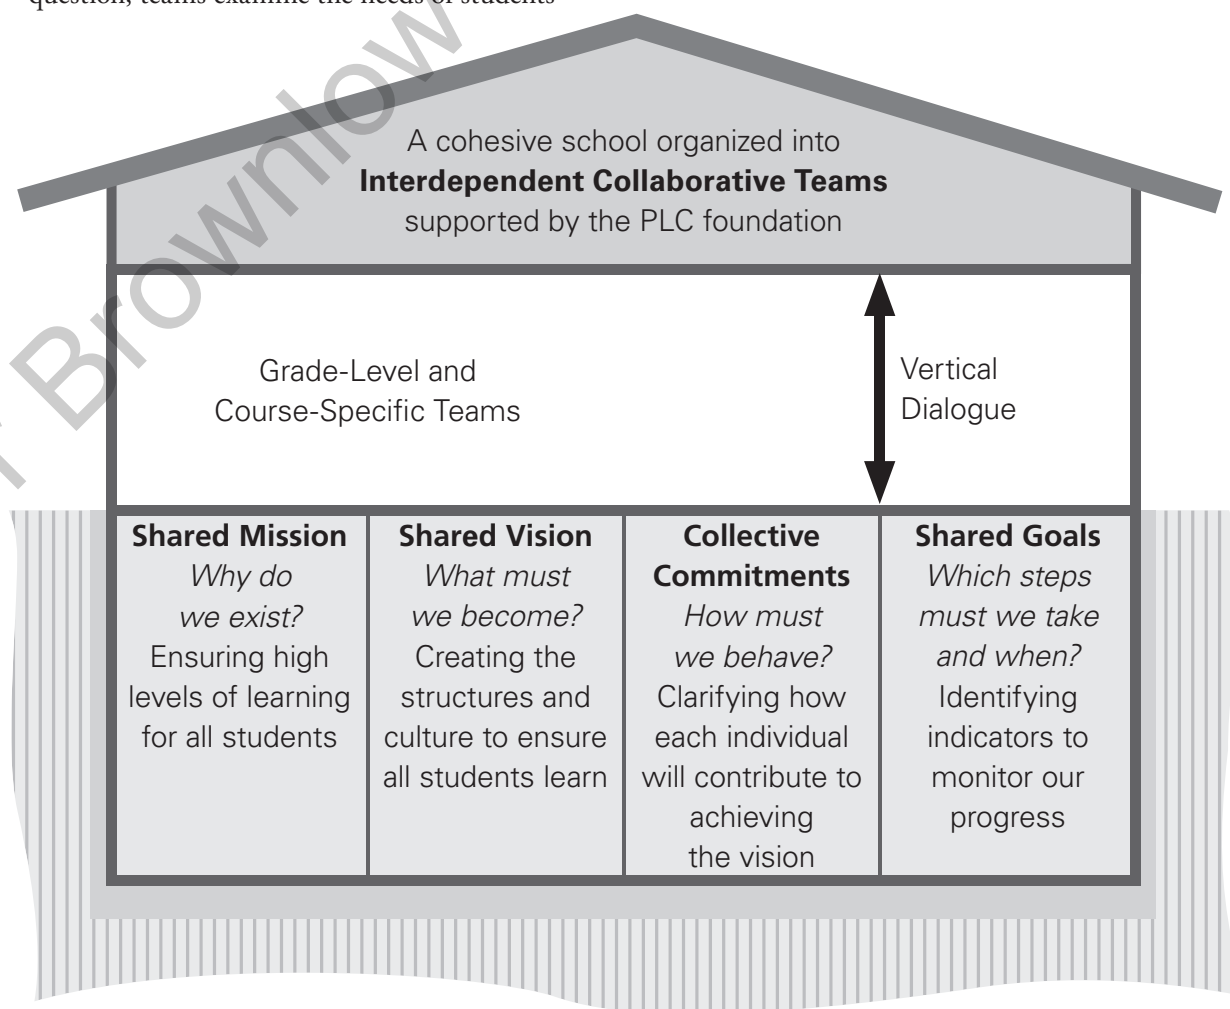 question, teams examine the needs of students
A cohesive school organized into
Interdependent Collaborative Teams
supported by the PLC foundation
Grade-Level and
Course-Specific Teams
Vertical
Dialogue
Shared Mission
Why do
we exist?
Ensuring high
levels of learning
for all students
Shared Vision
What must
we become?
Creating the
structures and
culture to ensure
all students learn
Collective
Commitments
How must
we behave?
Clarifying how
each individual
will contribute to
achieving
the vision
Shared Goals
Which steps
must we take
and when?
Identifying
indicators to
monitor our
progress
r Brownlow